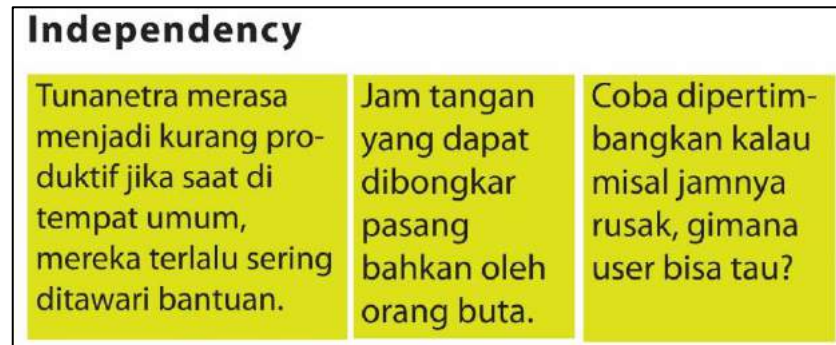 Independency
Tunanetra merasa
menjadi kurang pro-
duktif jika saat di
tempat umum,
mereka terlalu sering
ditawari bantuan.
Jam tangan
yang dapat
dibongkar
pasang
bahkan oleh
orang buta.
Coba dipertim-
bangkan kalau
misal jamnya
rusak, gimana
user bisa tau?